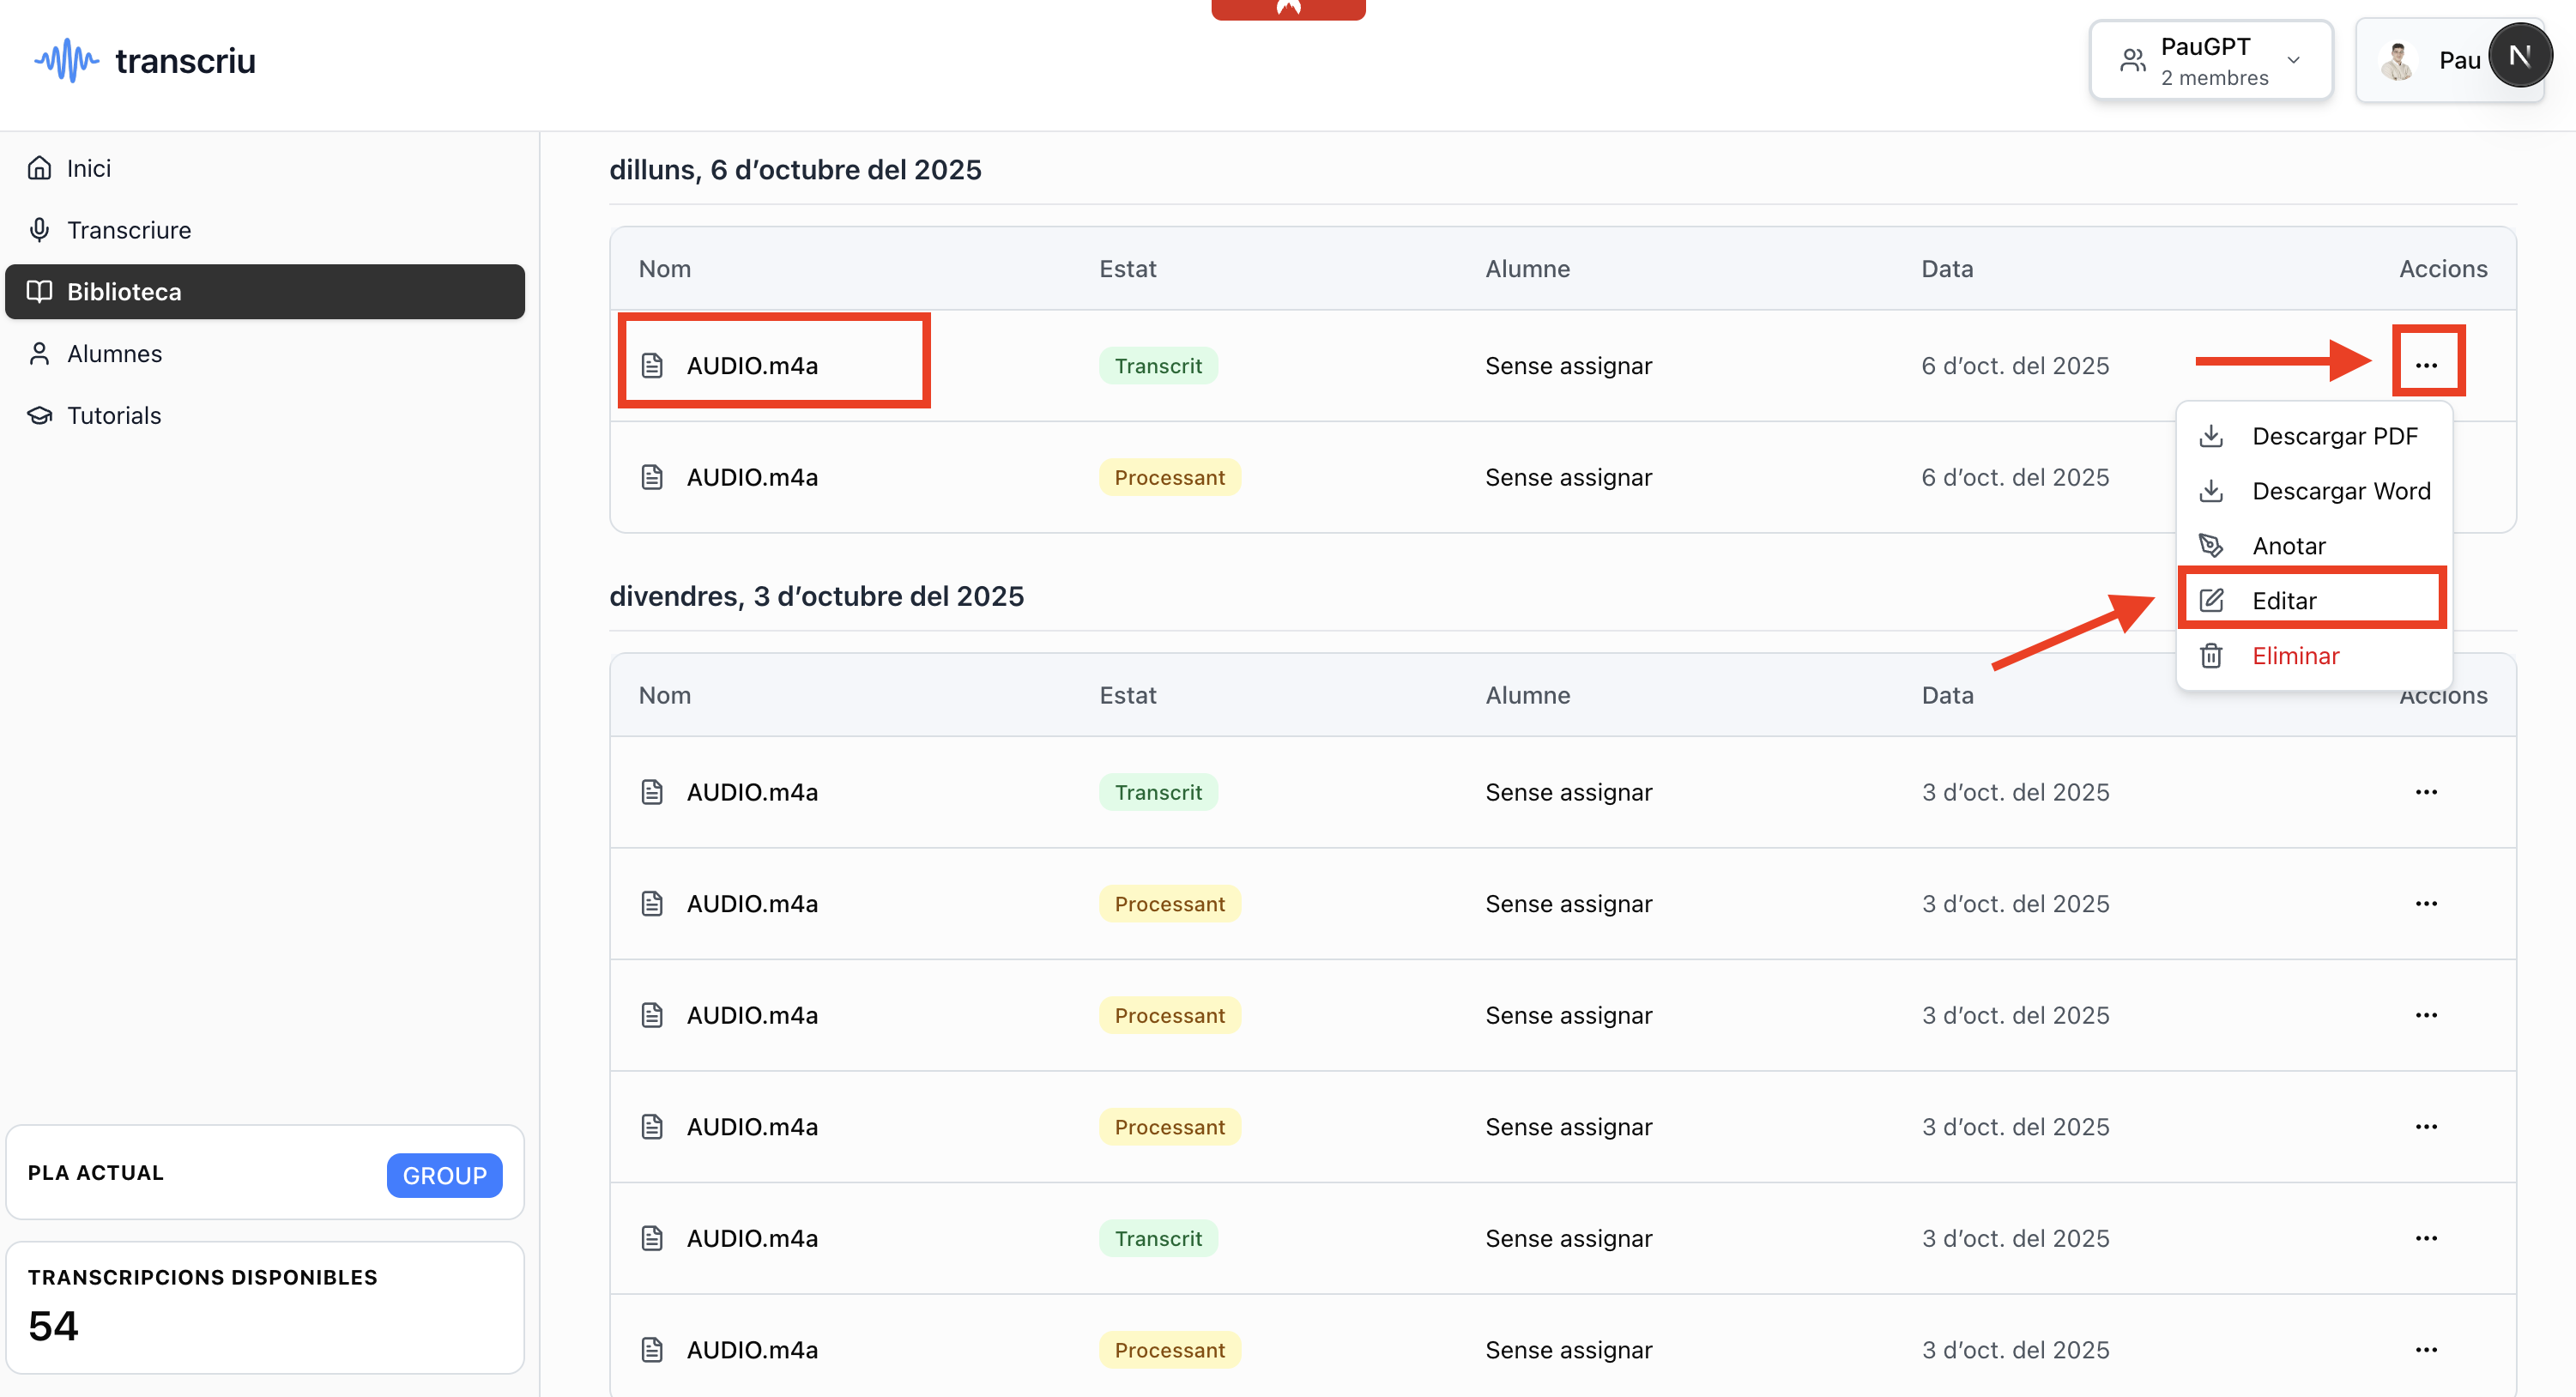 transcriu
PauGPT
2 membres
Pau
N
Inici
Transcriure
Biblioteca
Alumnes
Tutorials
PLA ACTUAL
GROUP
TRANSCRIPCIONS DISPONIBLES
54
dilluns, 6 d’octubre del 2025
Nom Estat Alumne Data Accions
AUDIO.m4a Transcrit Sense assignar 6 d’oct. del 2025 ...
AUDIO.m4a Processant Sense assignar 6 d’oct. del 2025
Descargar PDF
Descargar Word
Anotar
Editar
Eliminar
divendres, 3 d’octubre del 2025
Nom Estat Alumne Data Accions
AUDIO.m4a Transcrit Sense assignar 3 d’oct. del 2025 ...
AUDIO.m4a Processant Sense assignar 3 d’oct. del 2025 ...
AUDIO.m4a Processant Sense assignar 3 d’oct. del 2025 ...
AUDIO.m4a Processant Sense assignar 3 d’oct. del 2025 ...
AUDIO.m4a Transcrit Sense assignar 3 d’oct. del 2025 ...
AUDIO.m4a Processant Sense assignar 3 d’oct. del 2025 ...